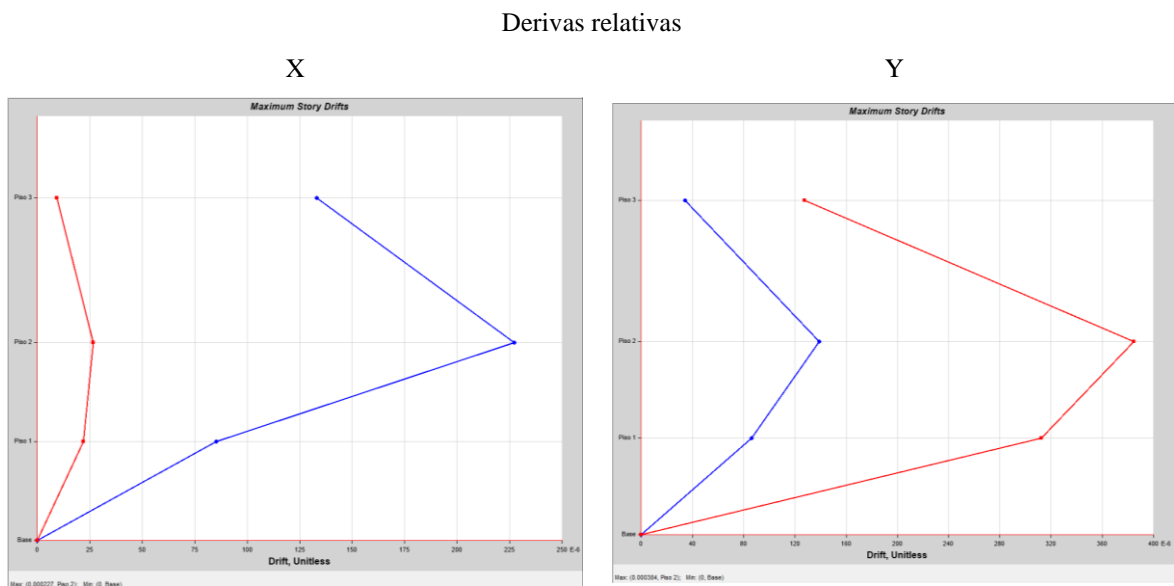 Derivas relativas
X
Y
Maximum Story Drifts
Piso 3
Piso 2
Piso 1
Base
0 25 50 75 100 125 150 175 200 225 250 E-6
Drift, Unitless
Max: (0.000227, Piso 2); Min: (0, Base)
Maximum Story Drifts
Piso 3
Piso 2
Piso 1
Base
0 40 80 120 160 200 240 280 320 360 400 E-6
Drift, Unitless
Max: (0.000384, Piso 2); Min: (0, Base)